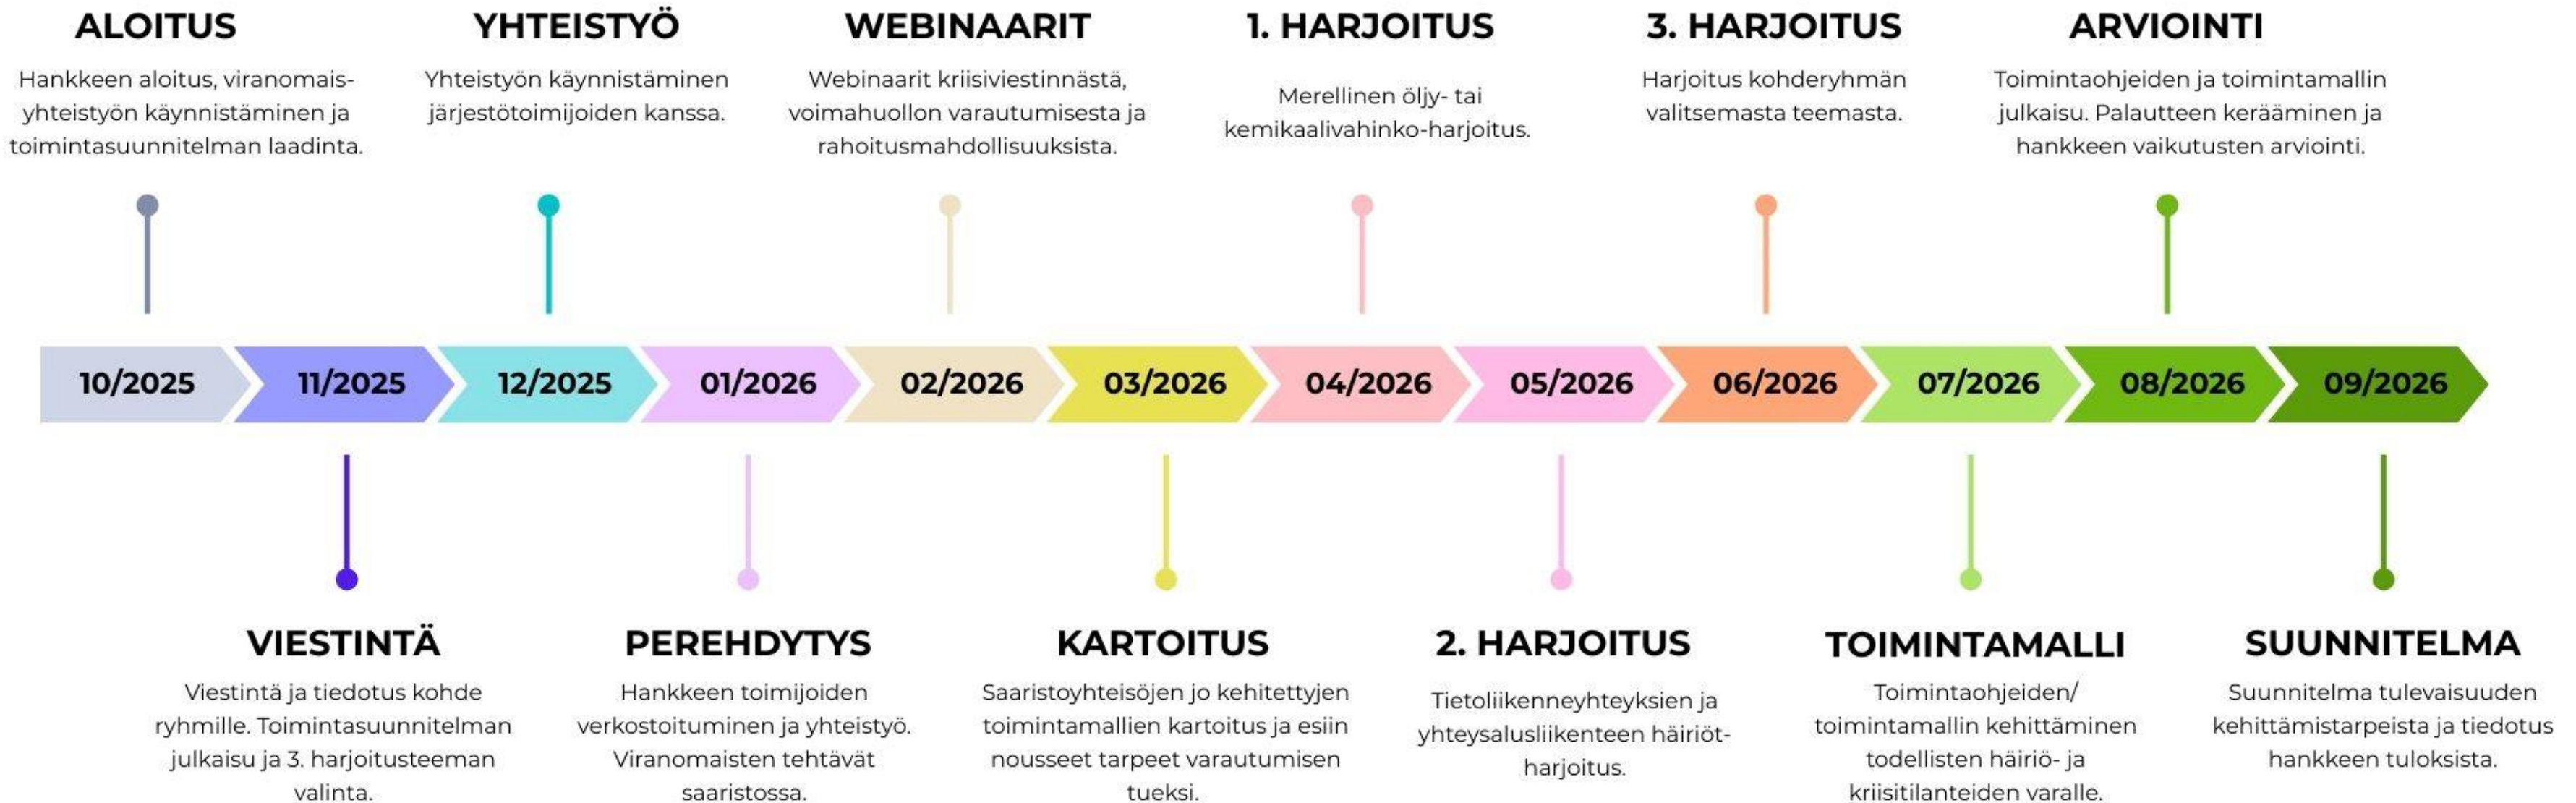 ALOITUS
Hankkeen aloitus, viranomais-
yhteistyön käynnistäminen ja
toimintasuunnitelman laadinta.
YHTEISTYÖ
Yhteistyön käynnistäminen
järjestötoimijoiden kanssa.
WEBINAARIT
Webinaarit kriisiviestinnästä,
voimahuollon varautumisesta ja
rahoitusmahdollisuuksista.
1. HARJOITUS
Merellinen öljy- tai
kemikaalivahinko-harjoitus.
3. HARJOITUS
Harjoitus kohderyhmän
valitsemasta teemasta.
ARVIOINTI
Toimintaohjeiden ja toimintamallin
julkaisu. Palautteen kerääminen ja
hankkeen vaikutusten arviointi.
10/2025
11/2025
12/2025
01/2026
02/2026
03/2026
04/2026
05/2026
06/2026
07/2026
08/2026
09/2026
VIESTINTÄ
Viestintä ja tiedotus kohde
ryhmille. Toimintasuunnitelman
julkaisu ja 3. harjoitusteeman
valinta.
PEREHDYTYS
Hankkeen toimijoiden
verkostoituminen ja yhteistyö.
Viranomaisten tehtävät
saaristossa.
KARTOITUS
Saaristoyhteisöjen jo kehitettyjen
toimintamallien kartoitus ja esiin
nousseet tarpeet varautumisen
tueksi.
2. HARJOITUS
Tietoliikenneyhteyksien ja
yhteysalusliikenteen häiriöt-
harjoitus.
TOIMINTAMALLI
Toimintaohjeiden/
toimintamallin kehittäminen
todellisten häiriö- ja
kriisitilanteiden varalle.
SUUNNITELMA
Suunnitelma tulevaisuuden
kehittämistarpeista ja tiedotus
hankkeen tuloksista.